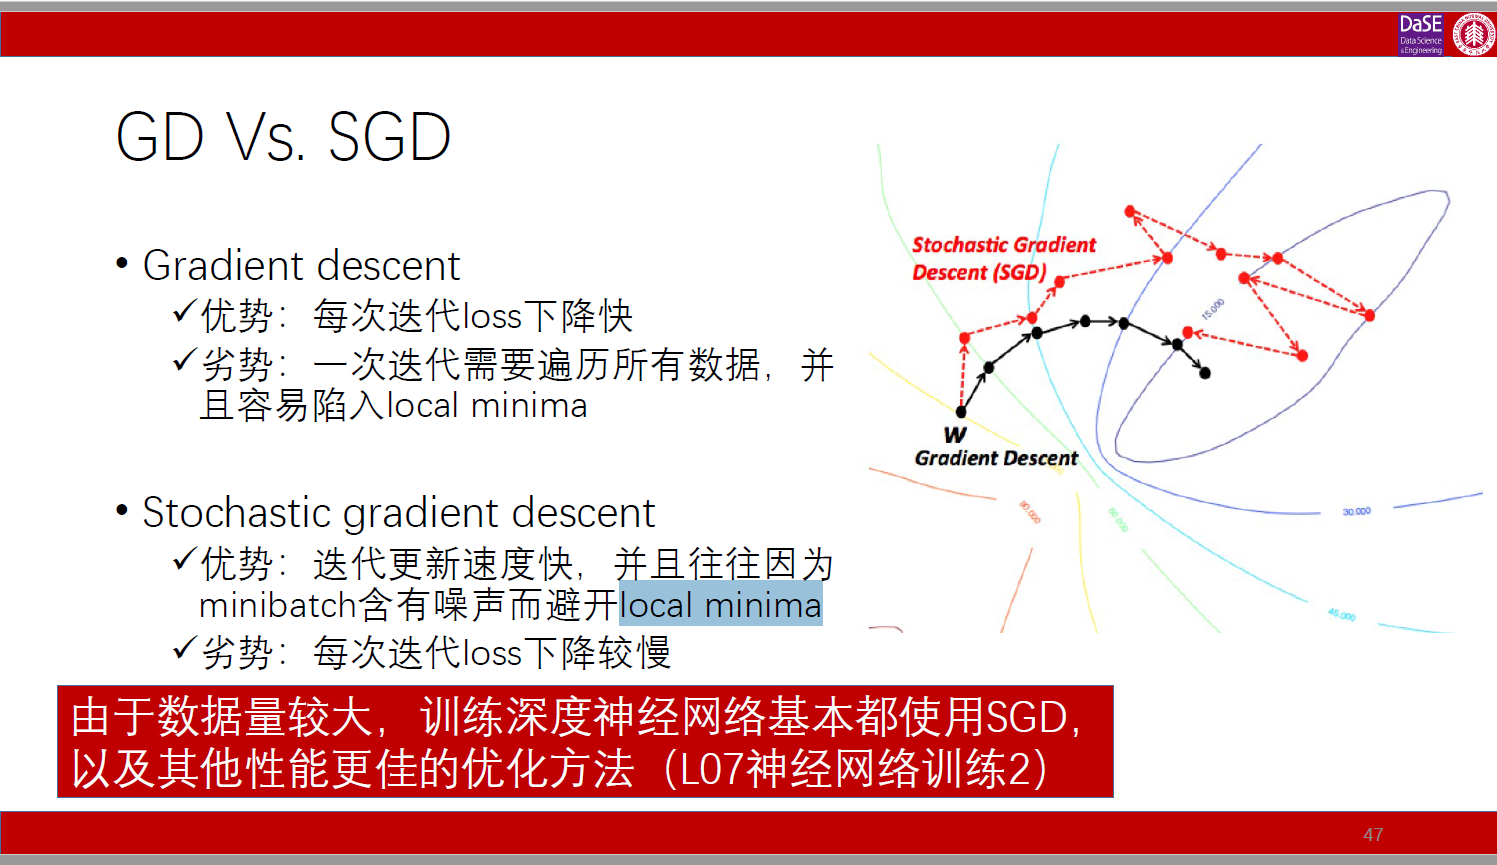 DaSE
Data Science
& Engineering
GD Vs. SGD
• Gradient descent
✓优势：每次迭代loss下降快
✓劣势：一次迭代需要遍历所有数据，并
且容易陷入local minima
• Stochastic gradient descent
✓优势：迭代更新速度快，并且往往因为
minibatch含有噪声而避开local minima
✓劣势：每次迭代loss下降较慢
Stochastic Gradient
Descent (SGD)
15.000
W
Gradient Descent
90.000
60.000
30.000
45.000
由于数据量较大，训练深度神经网络基本都使用SGD，
以及其他性能更佳的优化方法（L07神经网络训练2）
47